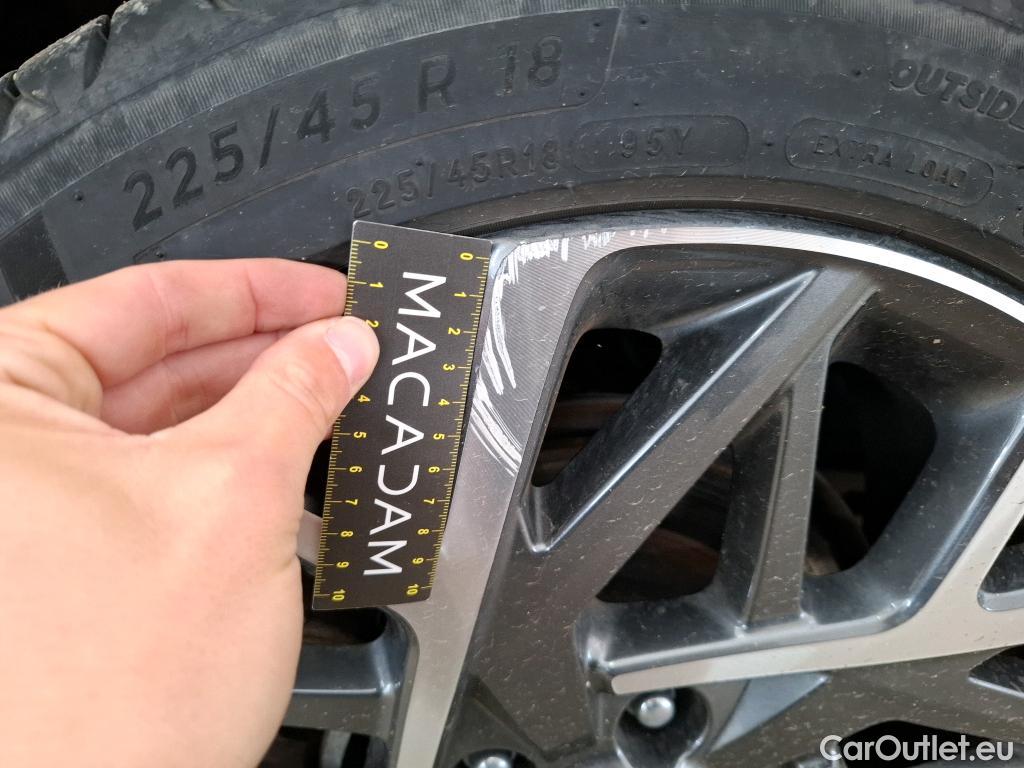 225/45 R 18
OUTSIDE
225/45R18 95Y EXTRA LOAD
MACADAM
0 1 2 4 5 6 7 8 9 10
0 1 2 3 4 5 6 7 8 9 10
CarOutlet.eu